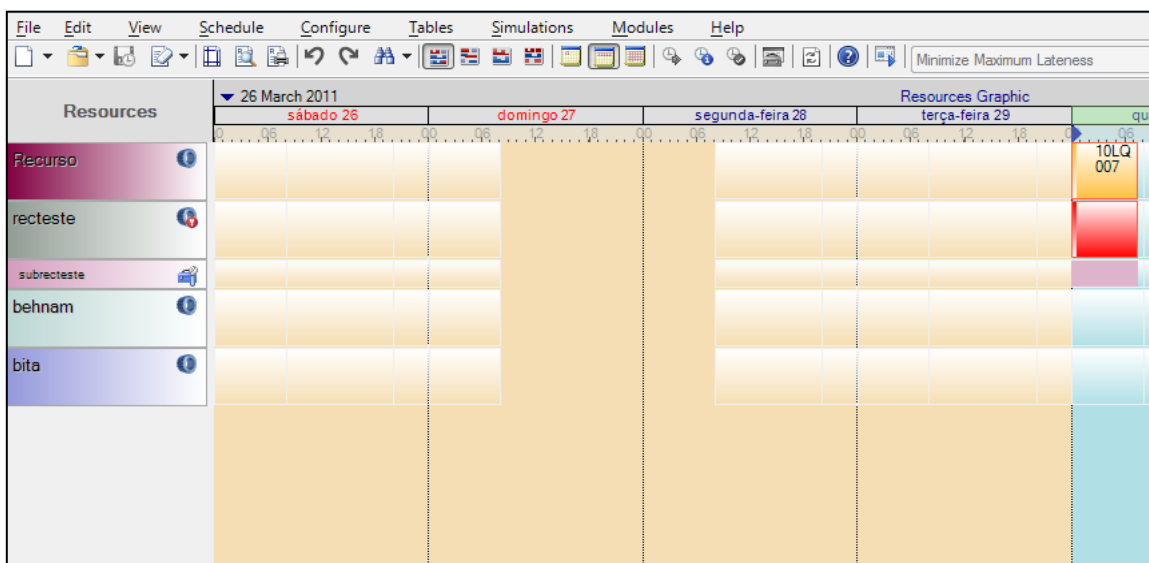 File Edit View Schedule Configure Tables Simulations Modules Help
Minimize Maximum Lateness
Resources
26 March 2011 Resources Graphic
sábado 26 domingo 27 segunda-feira 28 terça-feira 29 qu
0 06 12 18 00 06 12 18 00 06 12 18 00 06 12 18 06
Recurso
10LQ
007
recteste
subrecteste
behnam
bita